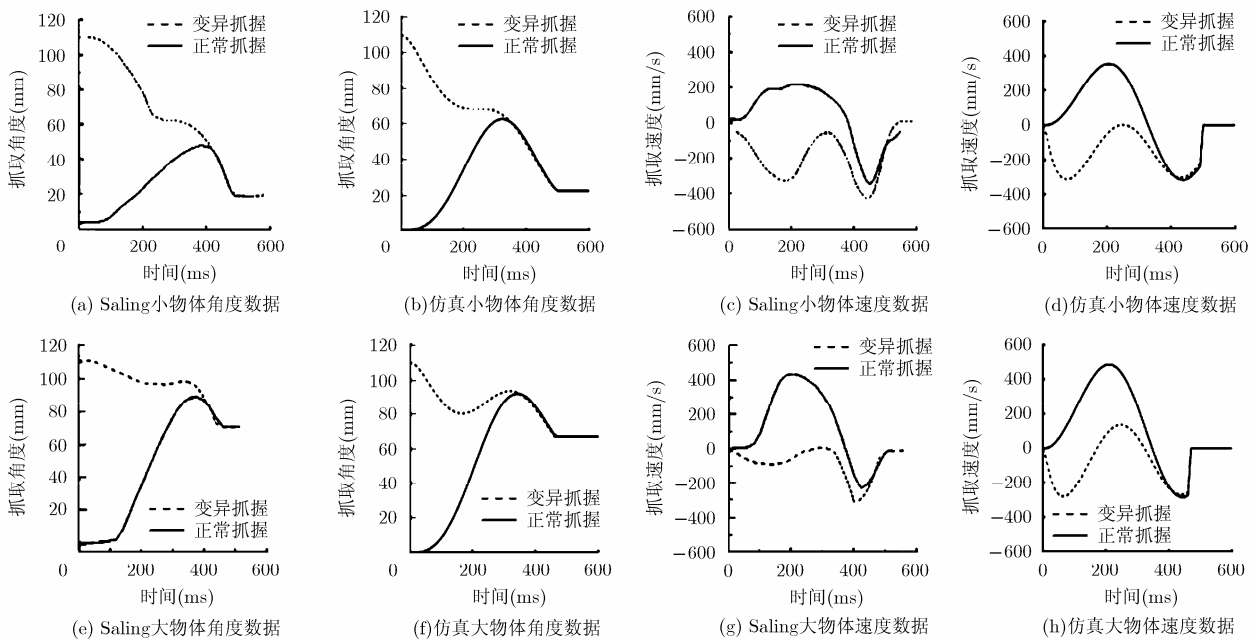 120
100
80
60
40
20
0
200
400
600
抓取角度(mm)
时间(ms)
变异抓握
正常抓握
(a) Saling小物体角度数据
120
100
80
60
40
20
0
200
400
600
抓取角度(mm)
时间(ms)
变异抓握
正常抓握
(b)仿真小物体角度数据
600
400
200
0
−200
−400
−600
0
200
400
600
抓取速度(mm/s)
时间(ms)
变异抓握
正常抓握
(c) Saling小物体速度数据
600
400
200
0
−200
−400
−600
0
200
400
600
抓取速度(mm/s)
时间(ms)
变异抓握
正常抓握
(d)仿真小物体速度数据
120
100
80
60
40
20
0
200
400
600
抓取角度(mm)
时间(ms)
变异抓握
正常抓握
(e) Saling大物体角度数据
120
100
80
60
40
20
0
0
200
400
600
抓取角度(mm)
时间(ms)
变异抓握
正常抓握
(f)仿真大物体角度数据
600
400
200
0
−200
−400
−600
0
200
400
600
抓取速度(mm/s)
时间(ms)
变异抓握
正常抓握
(g) Saling大物体速度数据
600
400
200
0
−200
−400
−600
0
200
400
600
抓取速度(mm/s)
时间(ms)
变异抓握
正常抓握
(h)仿真大物体速度数据